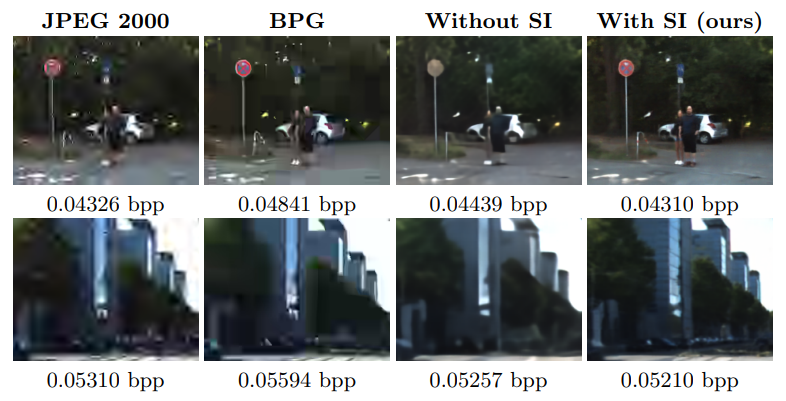 JPEG 2000 BPG Without SI With SI (ours)
0.04326 bpp 0.04841 bpp 0.04439 bpp 0.04310 bpp
0.05310 bpp 0.05594 bpp 0.05257 bpp 0.05210 bpp